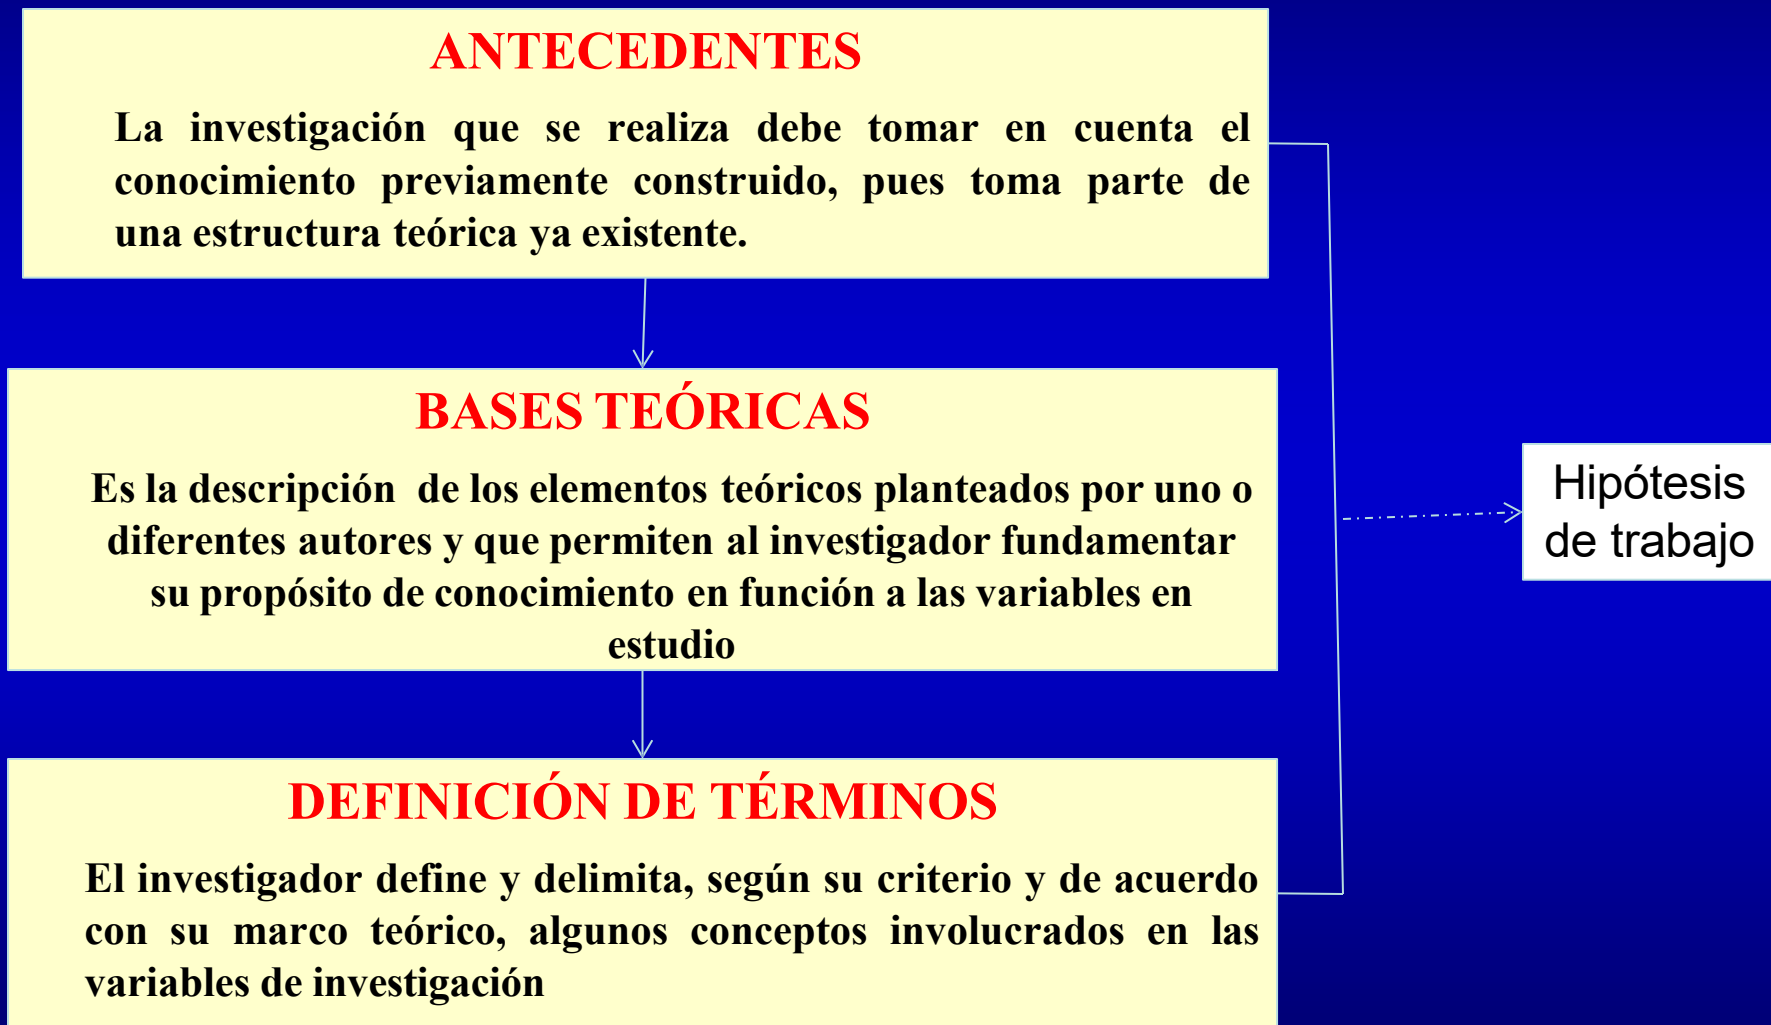 ANTECEDENTES
La investigación que se realiza debe tomar en cuenta el
conocimiento previamente construido, pues toma parte de
una estructura teórica ya existente.
BASES TEÓRICAS
Es la descripción de los elementos teóricos planteados por uno o
diferentes autores y que permiten al investigador fundamentar
su propósito de conocimiento en función a las variables en
estudio
Hipótesis
de trabajo
DEFINICIÓN DE TÉRMINOS
El investigador define y delimita, según su criterio y de acuerdo
con su marco teórico, algunos conceptos involucrados en las
variables de investigación